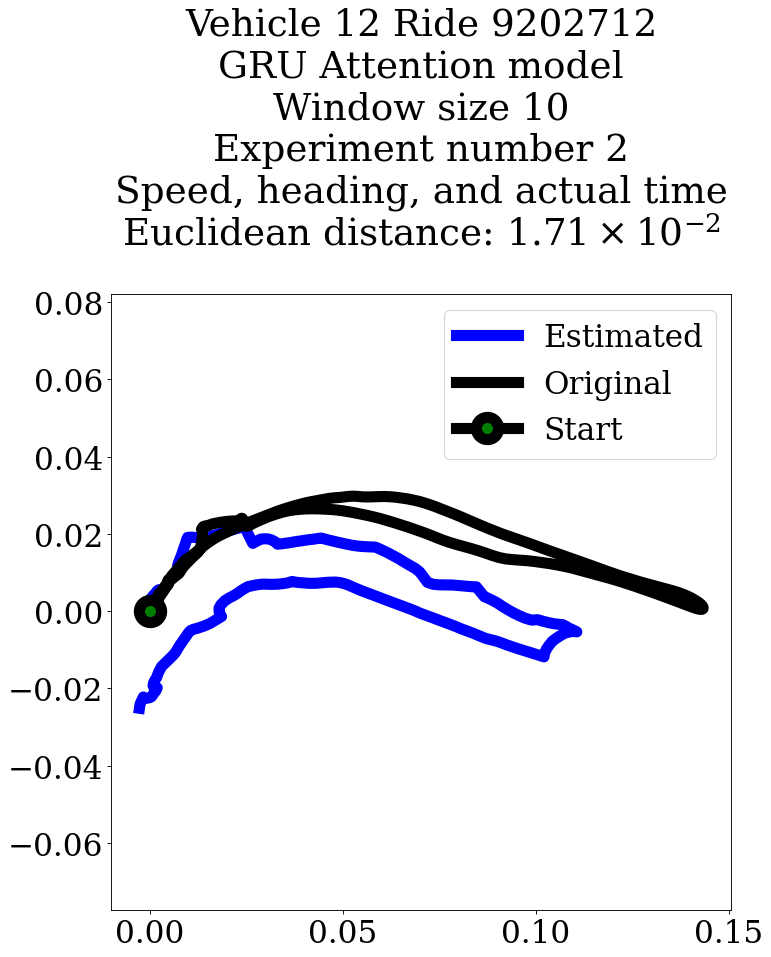 Vehicle 12 Ride 9202712
GRU Attention model
Window size 10
Experiment number 2
Speed, heading, and actual time
Euclidean distance: 1.71 × 10⁻²
0.08
0.06
0.04
0.02
0.00
−0.02
−0.04
−0.06
Estimated
Original
Start
0.00 0.05 0.10 0.15